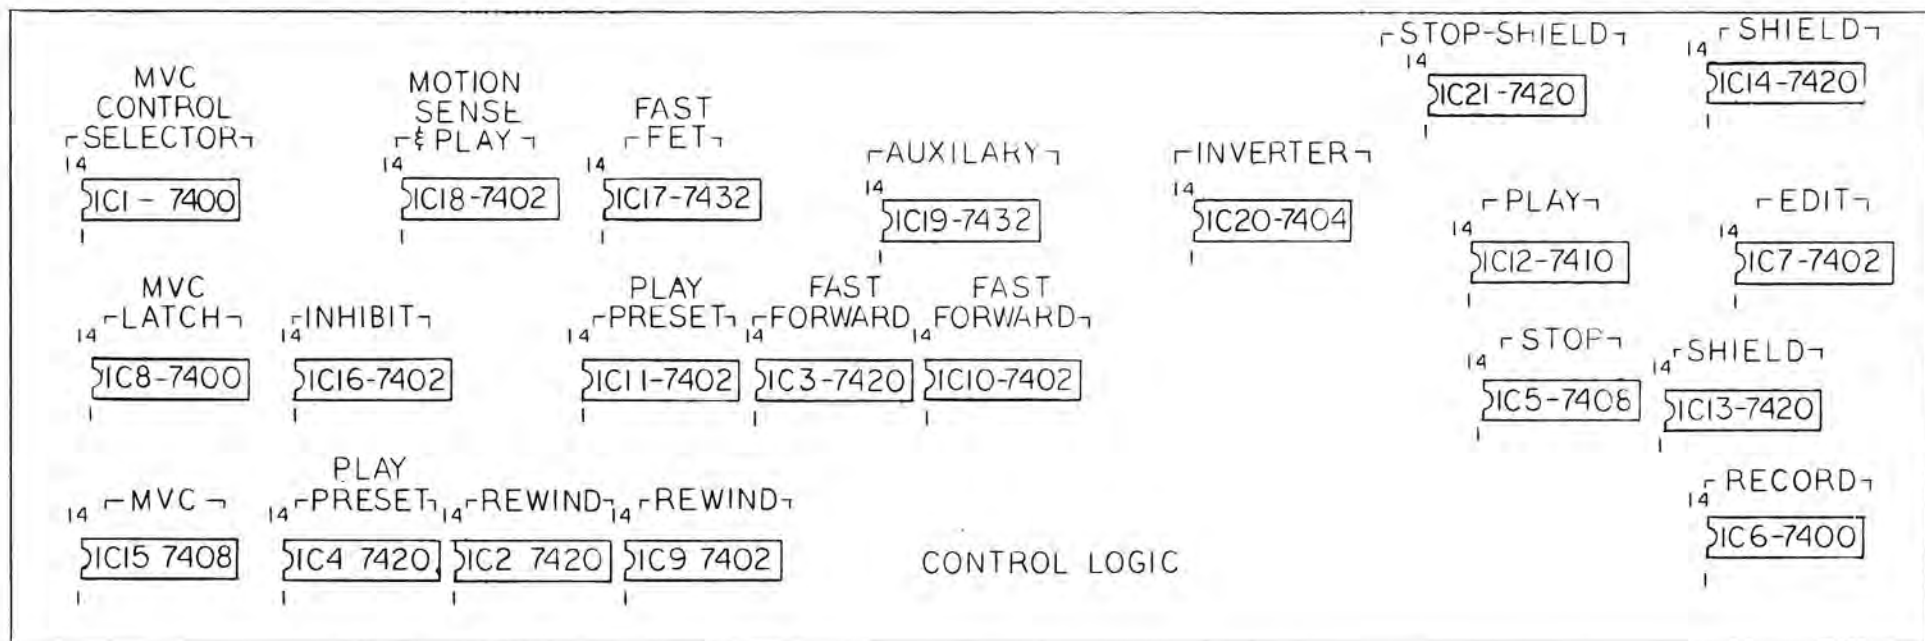 MVC
CONTROL
SELECTOR
14
IC1 - 7400
1
MOTION
SENSE
& PLAY
14
IC18-7402
1
FAST
FET
14
IC17-7432
1
AUXILARY
14
IC19-7432
1
INVERTER
14
IC20-7404
1
STOP-SHIELD
14
IC21-7420
1
SHIELD
14
IC14-7420
1
PLAY
14
IC12-7410
1
EDIT
14
IC7-7402
1
MVC
LATCH
14
IC8-7400
1
INHIBIT
14
IC16-7402
1
PLAY
PRESET
14
IC11-7402
1
FAST
FORWARD
14
IC3-7420
1
FAST
FORWARD
14
IC10-7402
1
STOP
14
IC5-7408
1
SHIELD
14
IC13-7420
1
MVC
14
IC15 7408
1
PLAY
PRESET
14
IC4 7420
1
REWIND
14
IC2 7420
1
REWIND
14
IC9 7402
1
CONTROL LOGIC
RECORD
14
IC6-7400
1